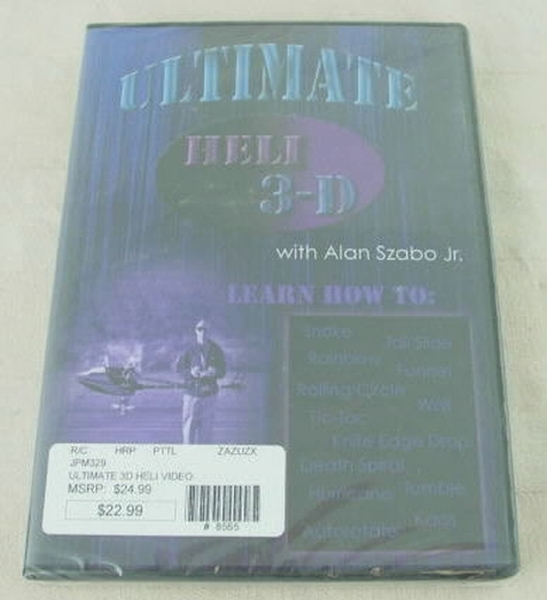 ULTIMATE
HELI
3-D
with Alan Szabo Jr.
LEARN HOW TO:
Snake
Tail Slide
Rainbow
Funnel
Rolling Circle
Wall
Tic-Toc
Knife Edge Drop
Death Spiral
Hurricane Tumble
Kaos
Autorotate
R/C HRP PTTL ZAZUZX
JPM329
ULTIMATE 3D HELI VIDEO
MSRP: $24.99
$22.99
# 8565